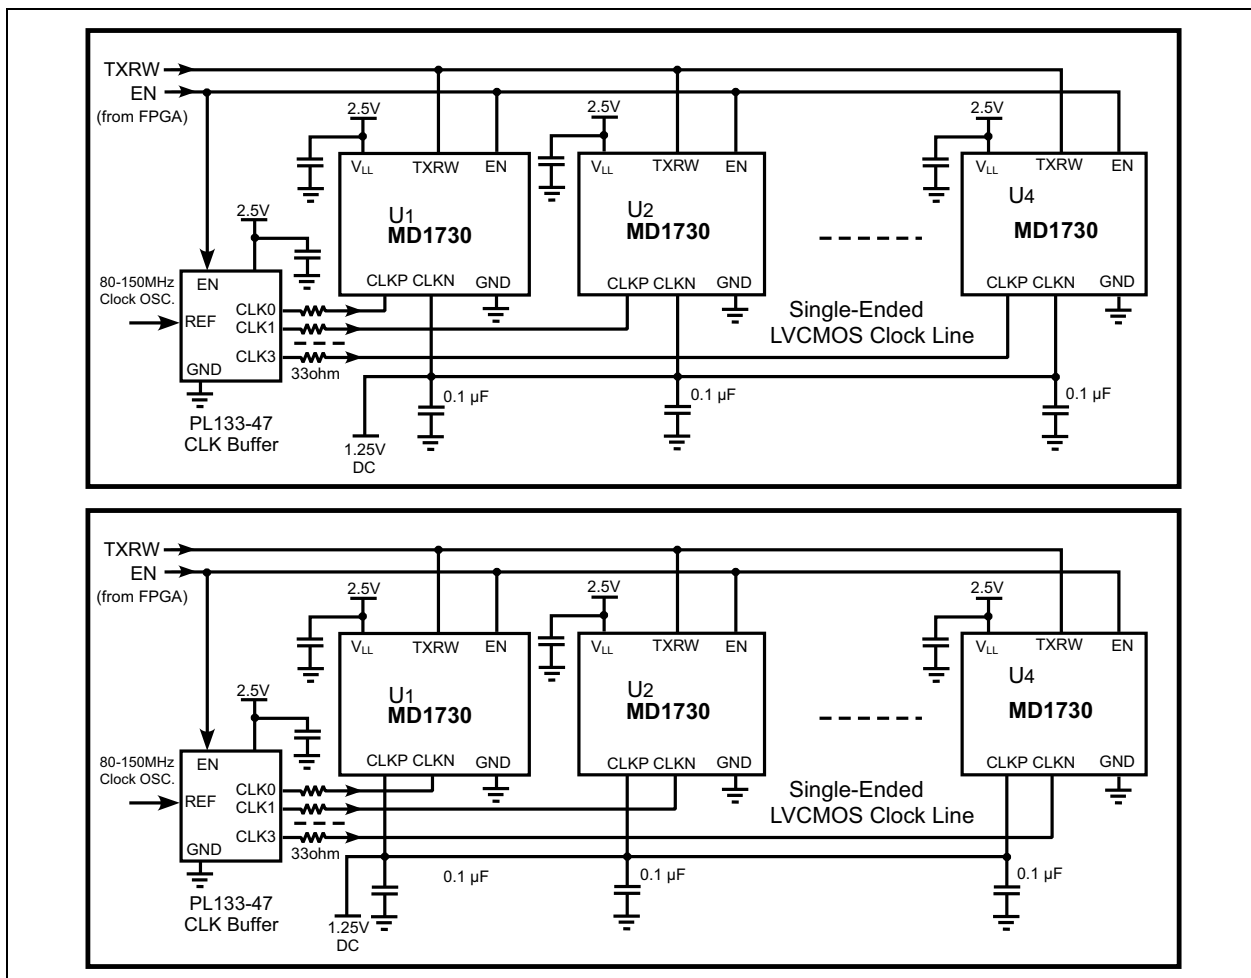 TXRW
EN
(from FPGA)
2.5V
2.5V
2.5V
VLL TXRW EN
VLL TXRW EN
VLL TXRW EN
U1
MD1730
U2
MD1730
U4
MD1730
2.5V
CLKP CLKN GND
CLKP CLKN GND
CLKP CLKN GND
80-150MHz
Clock OSC.
EN
REF
GND
CLK0
CLK1
CLK3
33ohm
Single-Ended
LVCMOS Clock Line
0.1 µF
0.1 µF
0.1 µF
PL133-47
CLK Buffer
1.25V
DC
TXRW
EN
(from FPGA)
2.5V
2.5V
2.5V
VLL TXRW EN
VLL TXRW EN
VLL TXRW EN
U1
MD1730
U2
MD1730
U4
MD1730
2.5V
CLKP CLKN GND
CLKP CLKN GND
CLKP CLKN GND
80-150MHz
Clock OSC.
EN
REF
GND
CLK0
CLK1
CLK3
33ohm
Single-Ended
LVCMOS Clock Line
0.1 µF
0.1 µF
0.1 µF
PL133-47
CLK Buffer
1.25V
DC